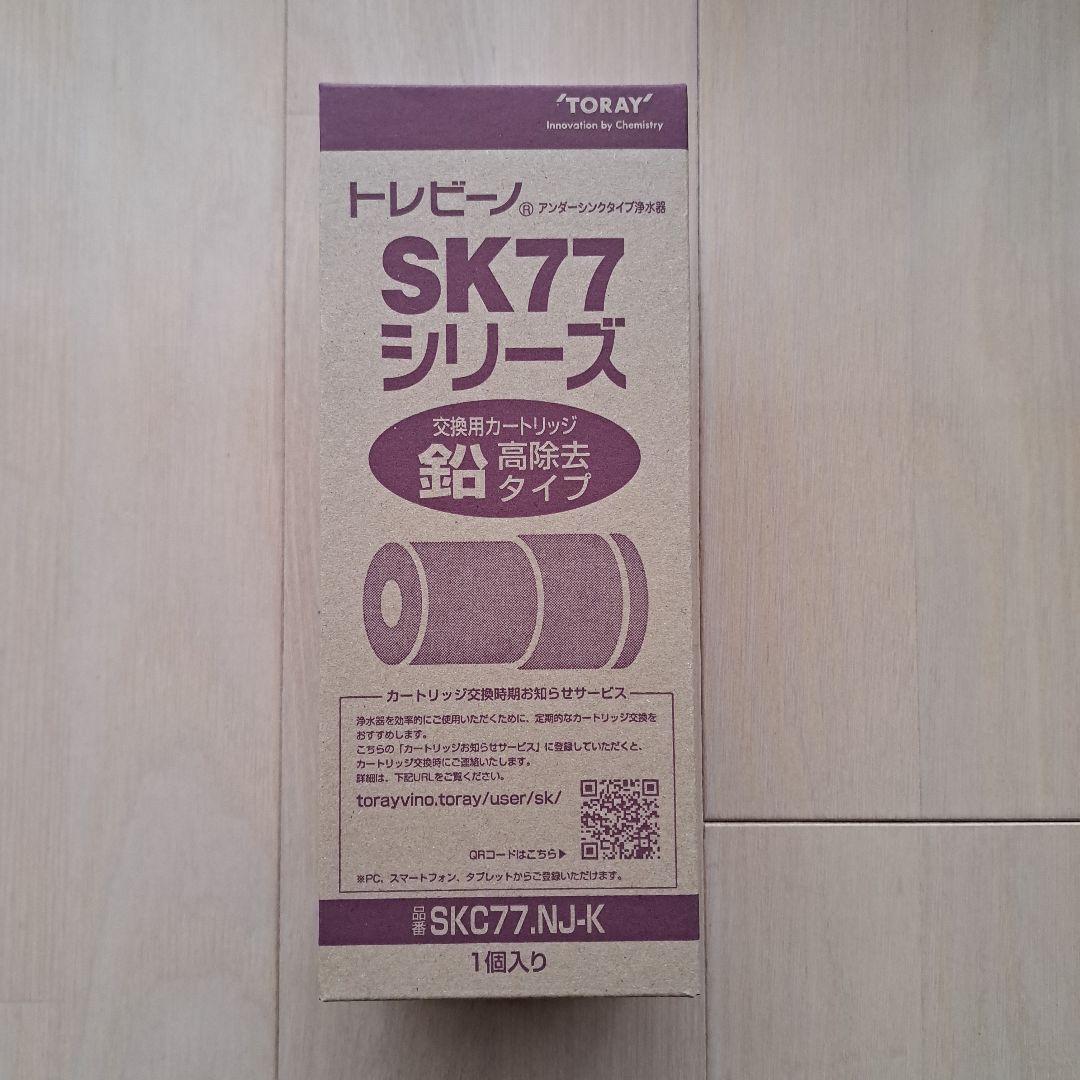 'TORAY'
Innovation by Chemistry
トレビーノ® アンダーシンクタイプ浄水器
SK77
シリーズ
交換用カートリッジ
鉛 高除去
タイプ
カートリッジ交換時期お知らせサービス
浄水器を効率的にご使用いただくために、定期的なカートリッジ交換を
おすすめします。
こちらの「カートリッジお知らせサービス」に登録していただくと、
カートリッジ交換時にご連絡いたします。
詳細は、下記URLをご覧ください。
torayvino.toray/user/sk/
QRコードはこちら▶
※PC、スマートフォン、タブレットからご登録いただけます。
品番 SKC77.NJ-K
1個入り